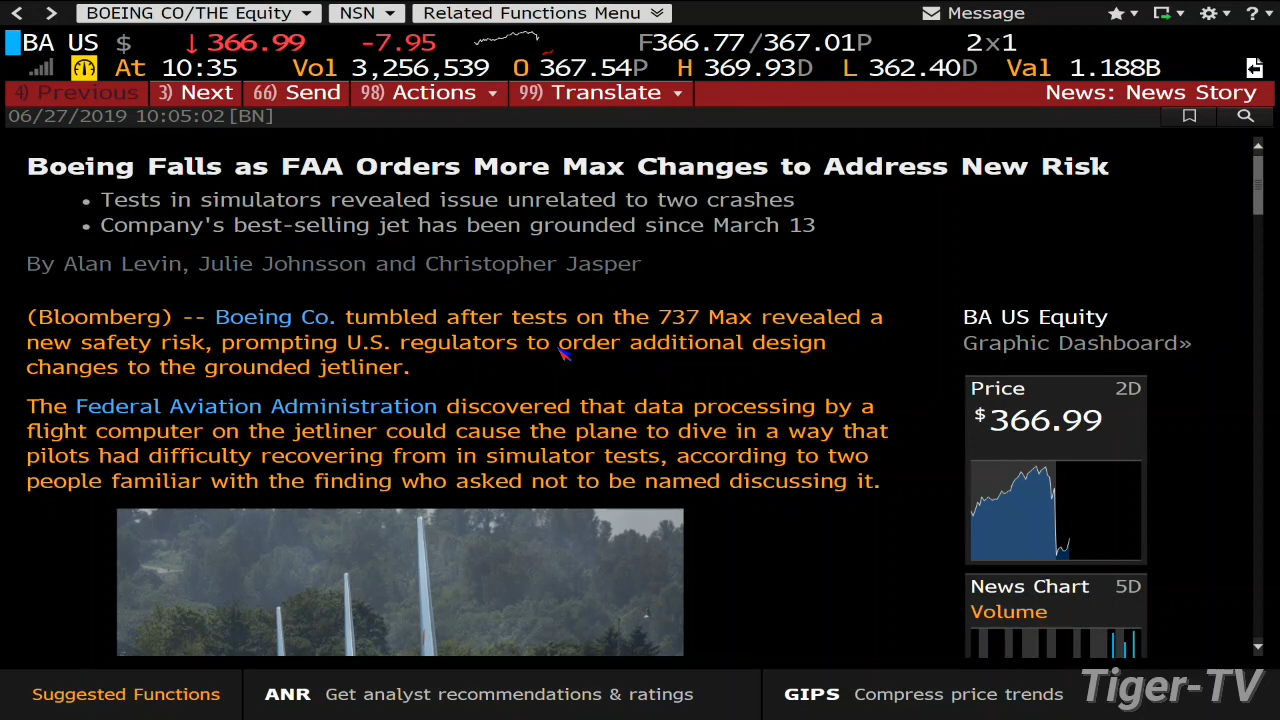 BOEING CO/THE Equity NSN Related Functions Menu Message ?
BA US $ ↓366.99 -7.95 F366.77/367.01P 2x1
At 10:35 Vol 3,256,539 O 367.54P H 369.93D L 362.40D Val 1.188B
4) Previous 3) Next 66) Send 98) Actions 99) Translate News: News Story
06/27/2019 10:05:02 [BN]
Boeing Falls as FAA Orders More Max Changes to Address New Risk
• Tests in simulators revealed issue unrelated to two crashes
• Company's best-selling jet has been grounded since March 13
By Alan Levin, Julie Johnsson and Christopher Jasper
(Bloomberg) -- Boeing Co. tumbled after tests on the 737 Max revealed a
new safety risk, prompting U.S. regulators to order additional design
changes to the grounded jetliner.
The Federal Aviation Administration discovered that data processing by a
flight computer on the jetliner could cause the plane to dive in a way that
pilots had difficulty recovering from in simulator tests, according to two
people familiar with the finding who asked not to be named discussing it.
BA US Equity
Graphic Dashboard»
Price 2D
$366.99
News Chart 5D
Volume
Suggested Functions ANR Get analyst recommendations & ratings GIPS Compress price trends
Tiger-TV